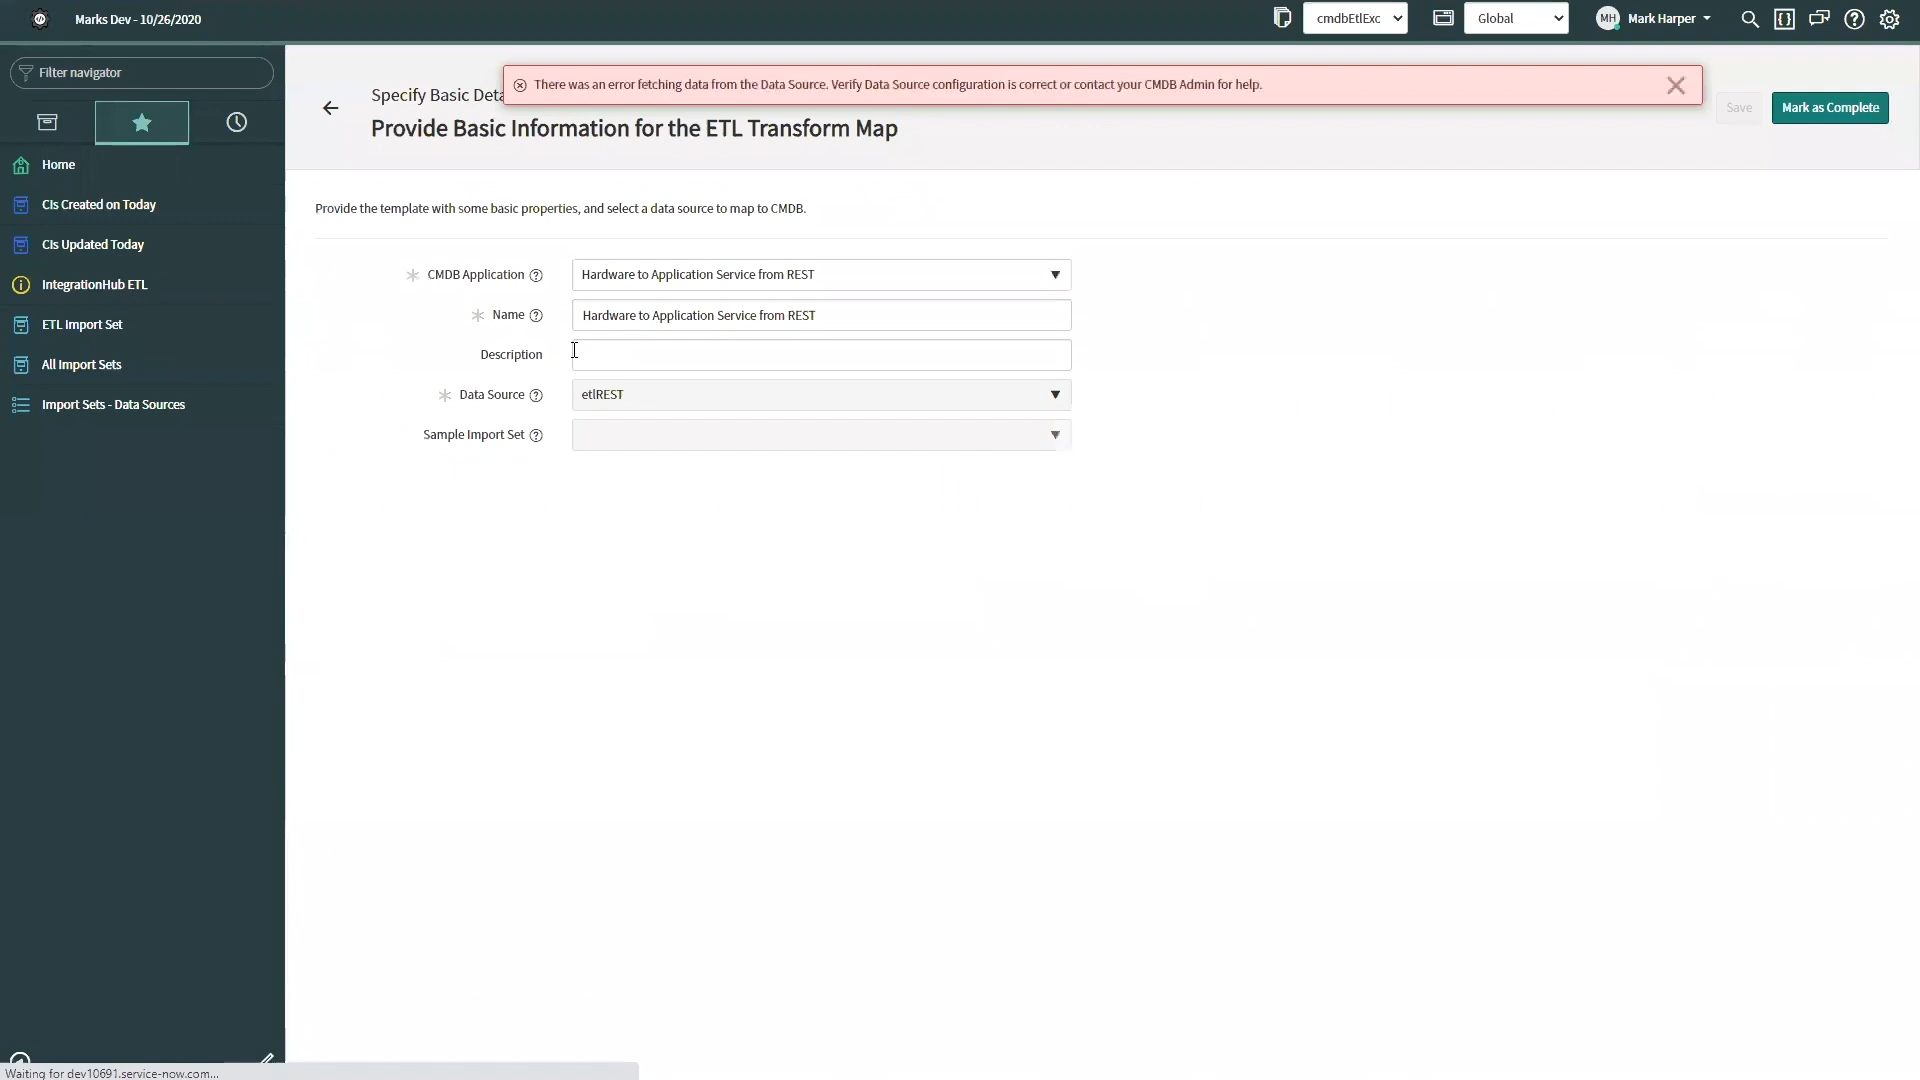 Marks Dev - 10/26/2020
cmdbEtlExc
Global
MH
Mark Harper
Filter navigator
Home
CIs Created on Today
CIs Updated Today
IntegrationHub ETL
ETL Import Set
All Import Sets
Import Sets - Data Sources
There was an error fetching data from the Data Source. Verify Data Source configuration is correct or contact your CMDB Admin for help.
Specify Basic Deta
Provide Basic Information for the ETL Transform Map
Save
Mark as Complete
Provide the template with some basic properties, and select a data source to map to CMDB.
CMDB Application
Hardware to Application Service from REST
Name
Hardware to Application Service from REST
Description
Data Source
etlREST
Sample Import Set
Waiting for dev10691.service-now.com...